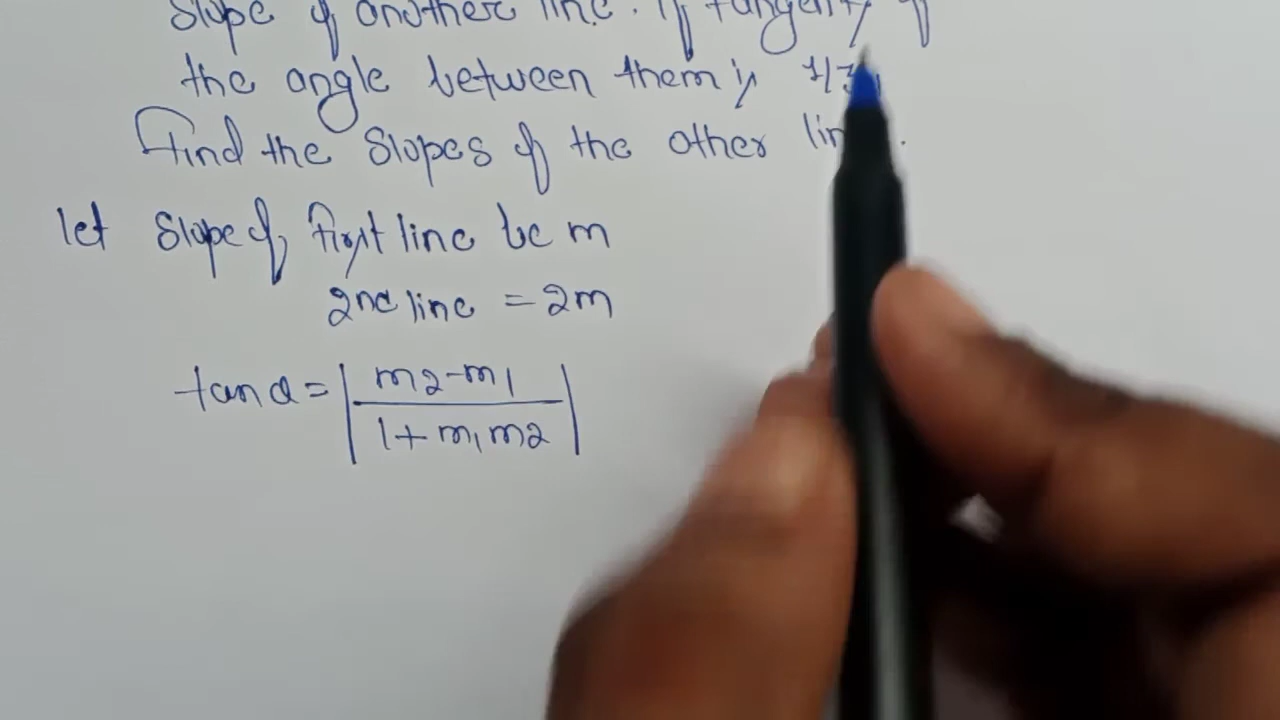 Slope of another line. If tangent of
the angle between them is 1/3,
Find the Slopes of the other
let Slope of first line be m
2nd line = 2m
tan θ = | m2-m1 / 1+m1m2 |